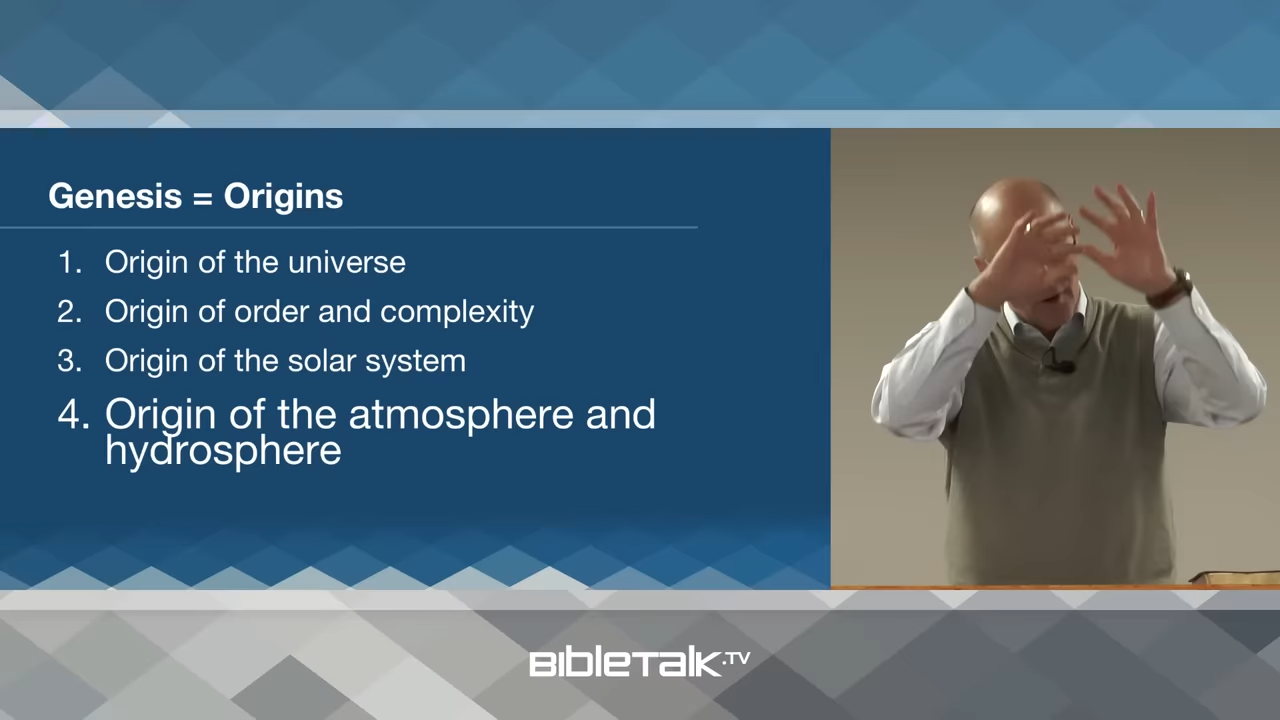 Genesis = Origins
1. Origin of the universe
2. Origin of order and complexity
3. Origin of the solar system
4. Origin of the atmosphere and
hydrosphere
BIBLETALK.TV